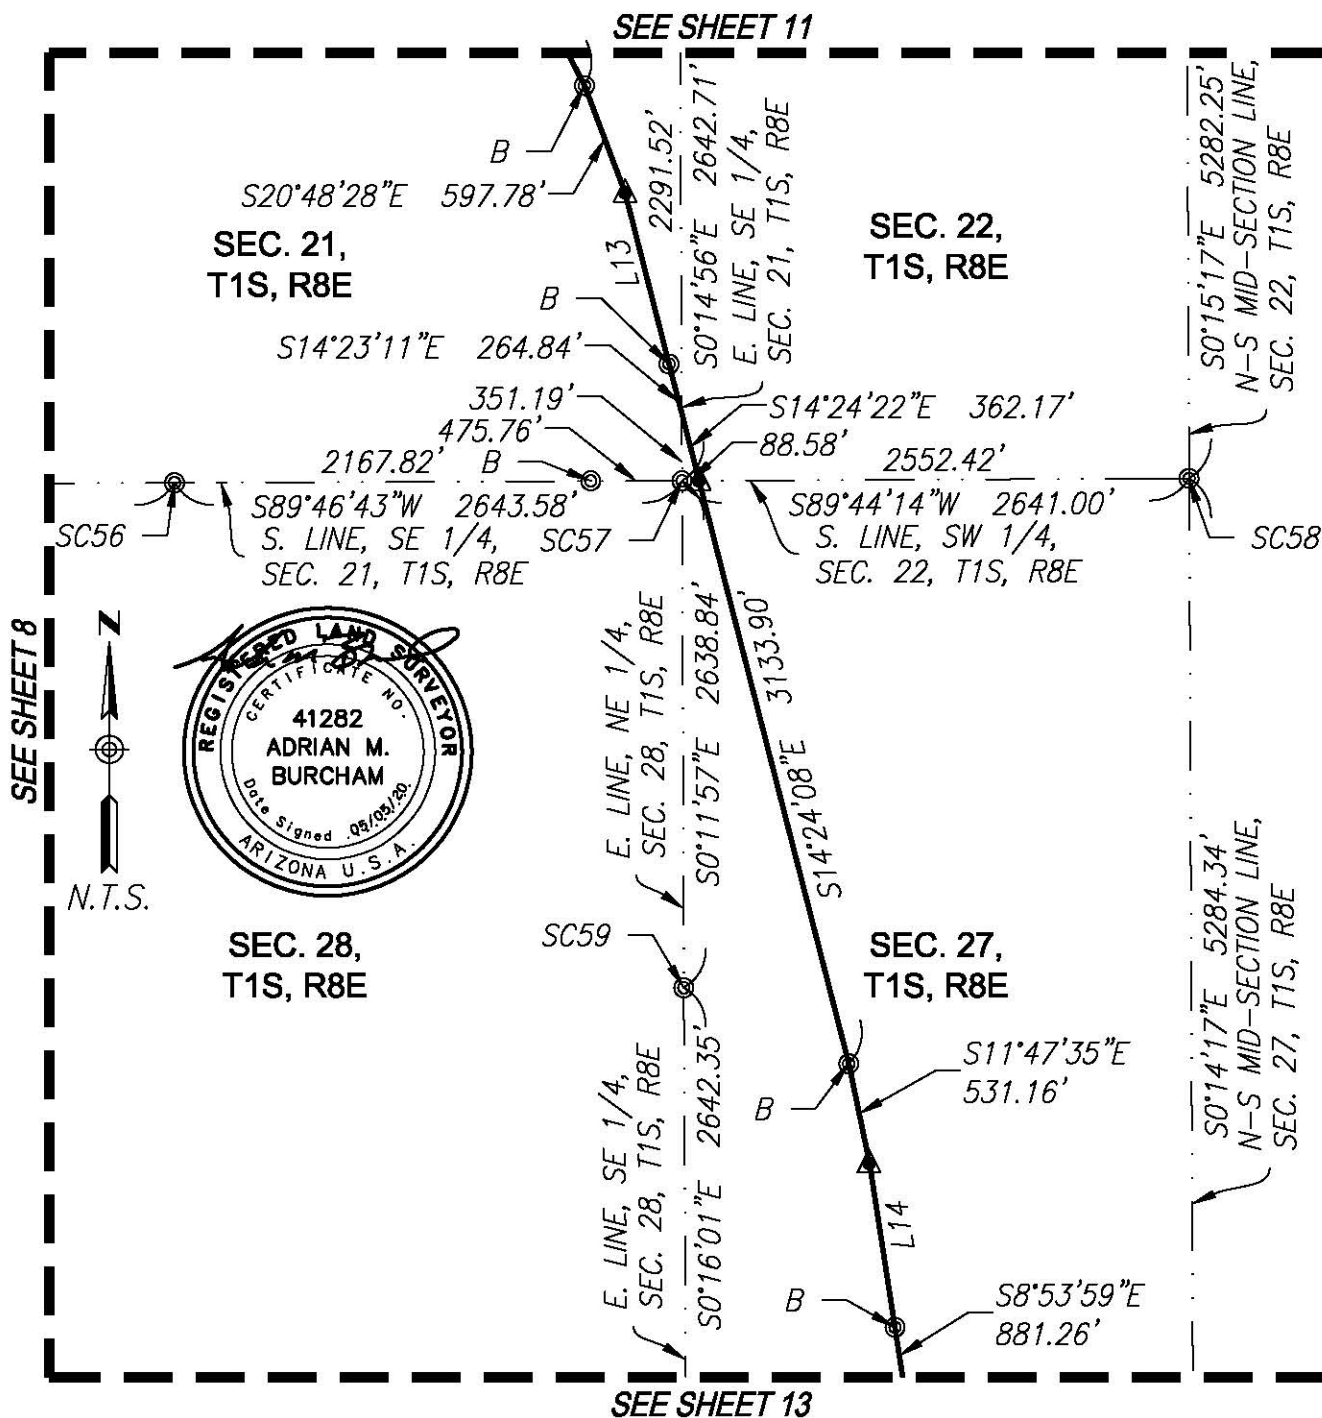 SEE SHEET 11
B
S20°48'28"E 597.78'
SEC. 21,
T1S, R8E
L13
2291.52'
S0°14'56"E 2642.71'
E. LINE, SE 1/4,
SEC. 21, T1S, R8E
SEC. 22,
T1S, R8E
S0°15'17"E 5282.25'
N-S MID-SECTION LINE,
SEC. 22, T1S, R8E
B
S14°23'11"E 264.84'
351.19'
475.76'
S14°24'22"E 362.17'
88.58'
2167.82'
B
2552.42'
S89°46'43"W 2643.58'
S. LINE, SE 1/4,
SEC. 21, T1S, R8E
SC56
SC57
S89°44'14"W 2641.00'
S. LINE, SW 1/4,
SEC. 22, T1S, R8E
SC58
SEE SHEET 8
N
N.T.S.
REGISTERED LAND SURVEYOR
CERTIFICATE NO.
41282
ADRIAN M.
BURCHAM
Date Signed 05/05/20
ARIZONA U.S.A.
E. LINE, NE 1/4,
SEC. 28, T1S, R8E
S0°11'57"E 2638.84'
3133.90'
S14°24'08"E
SEC. 28,
T1S, R8E
SC59
SEC. 27,
T1S, R8E
S0°14'17"E 5284.34'
N-S MID-SECTION LINE,
SEC. 27, T1S, R8E
E. LINE, SE 1/4,
SEC. 28, T1S, R8E
S0°16'01"E 2642.35'
S11°47'35"E
531.16'
B
L14
B
S8°53'59"E
881.26'
SEE SHEET 13